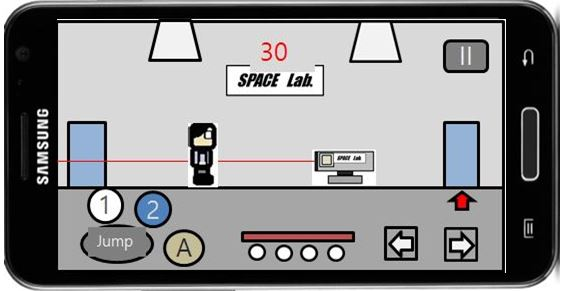 SAMSUNG
30
SPACE Lab.
SPACE Lab
1
2
Jump
A